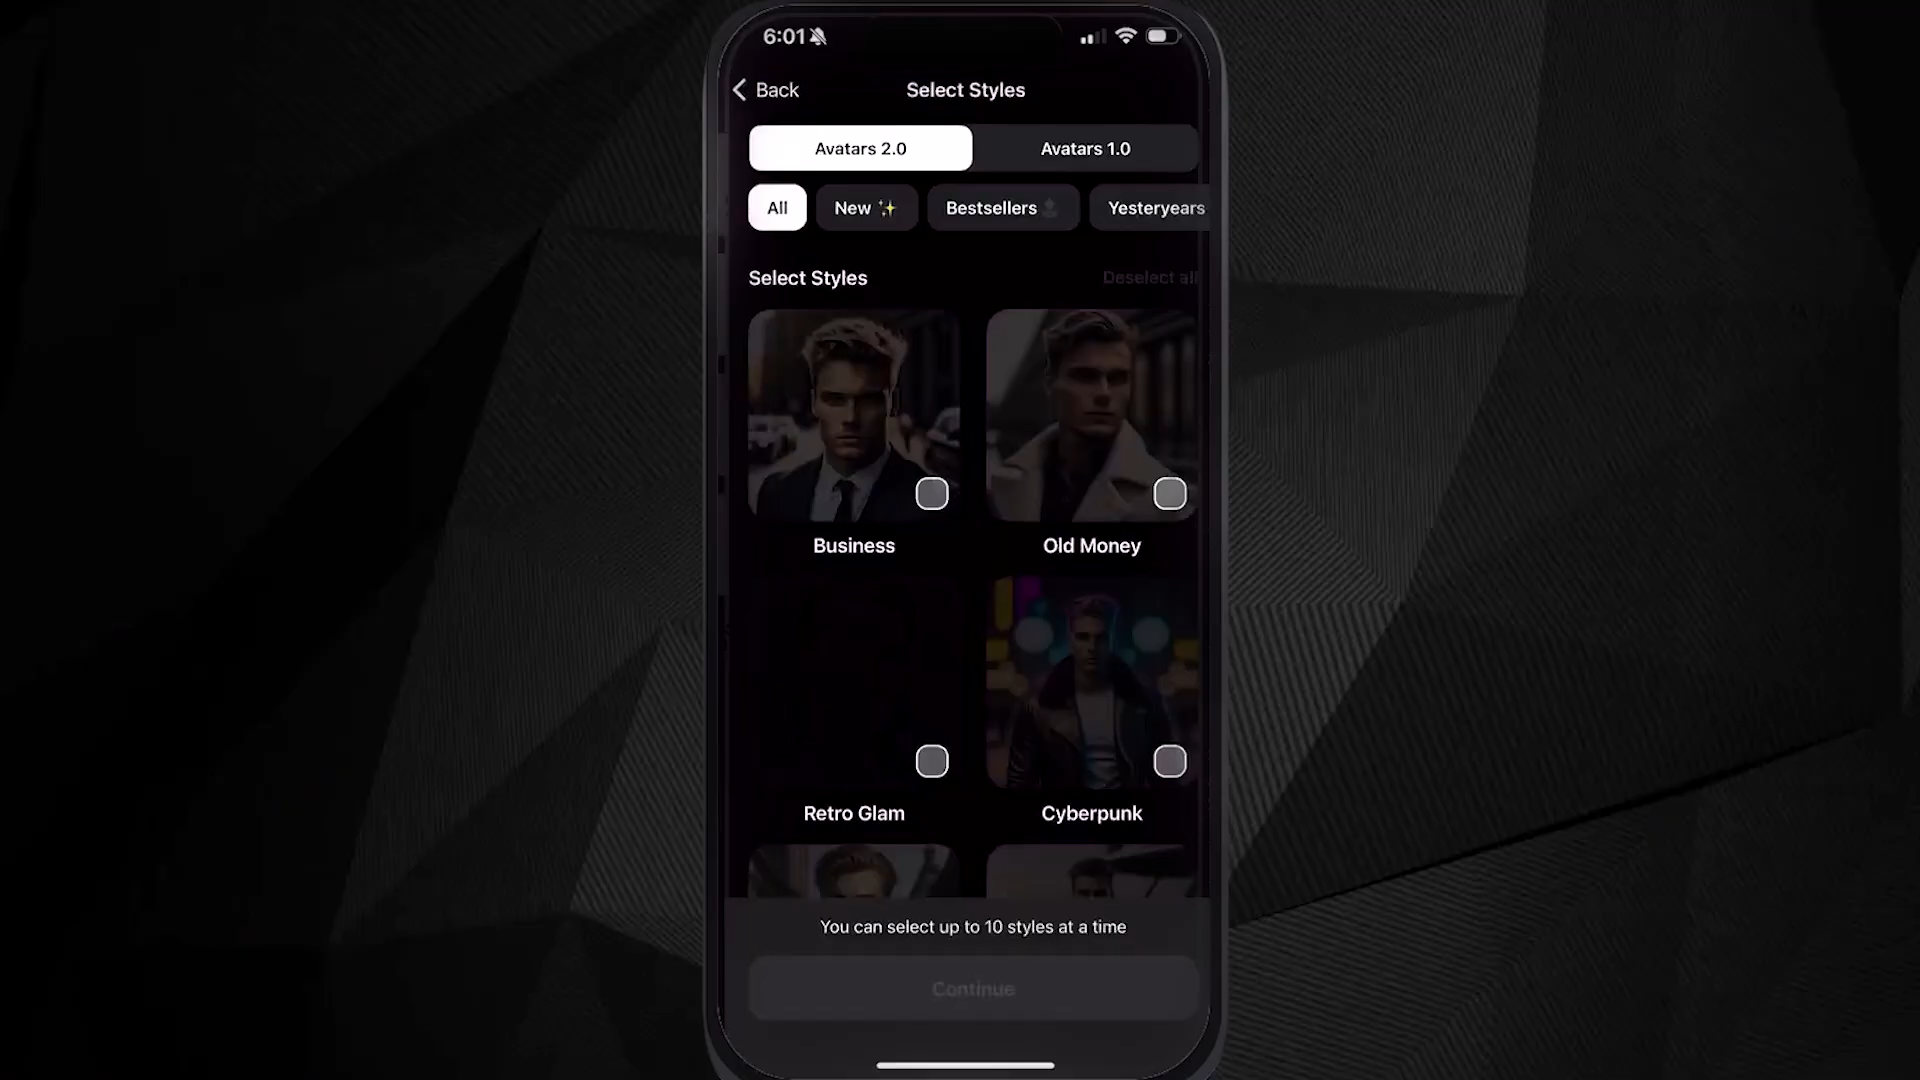 6:01
Back
Select Styles
Avatars 2.0
Avatars 1.0
All
New ✨
Bestsellers
Yesteryears
Select Styles
Deselect all
Business
Old Money
Retro Glam
Cyberpunk
You can select up to 10 styles at a time
Continue